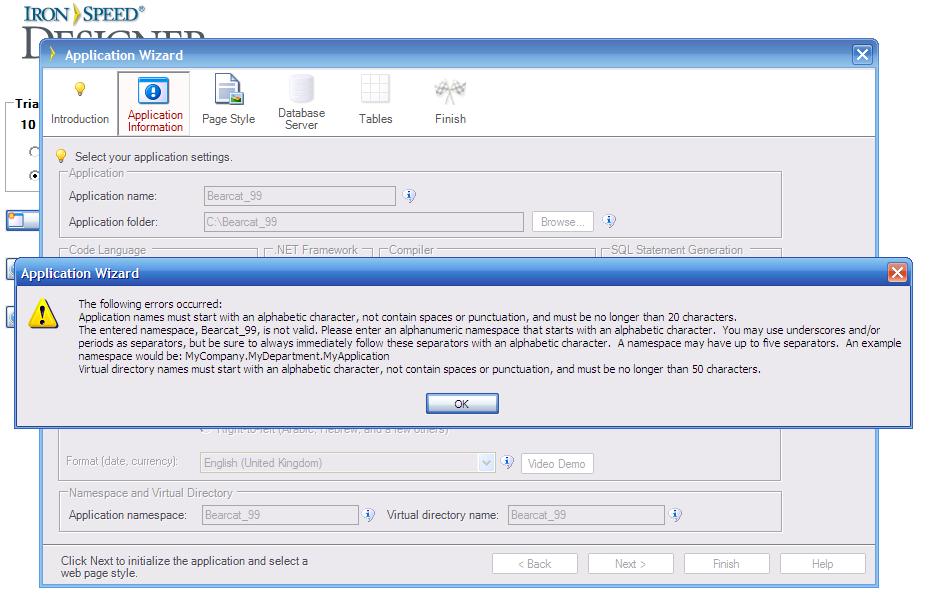 IRON SPEED®
DESIGNER
Application Wizard
Tria
10
Introduction
Application Information
Page Style
Database Server
Tables
Finish
Select your application settings.
Application
Application name:
Bearcat_99
Application folder:
C:\Bearcat_99
Browse...
Code Language
.NET Framework
Compiler
SQL Statement Generation
Application Wizard
The following errors occurred:
Application names must start with an alphabetic character, not contain spaces or punctuation, and must be no longer than 20 characters.
The entered namespace, Bearcat_99, is not valid. Please enter an alphanumeric namespace that starts with an alphabetic character. You may use underscores and/or
periods as separators, but be sure to always immediately follow these separators with an alphabetic character. A namespace may have up to five separators. An example
namespace would be: MyCompany.MyDepartment.MyApplication
Virtual directory names must start with an alphabetic character, not contain spaces or punctuation, and must be no longer than 50 characters.
OK
Right-to-left (Arabic, Hebrew, and a few others)
Format (date, currency):
English (United Kingdom)
Video Demo
Namespace and Virtual Directory
Application namespace:
Bearcat_99
Virtual directory name:
Bearcat_99
Click Next to initialize the application and select a
web page style.
< Back
Next >
Finish
Help